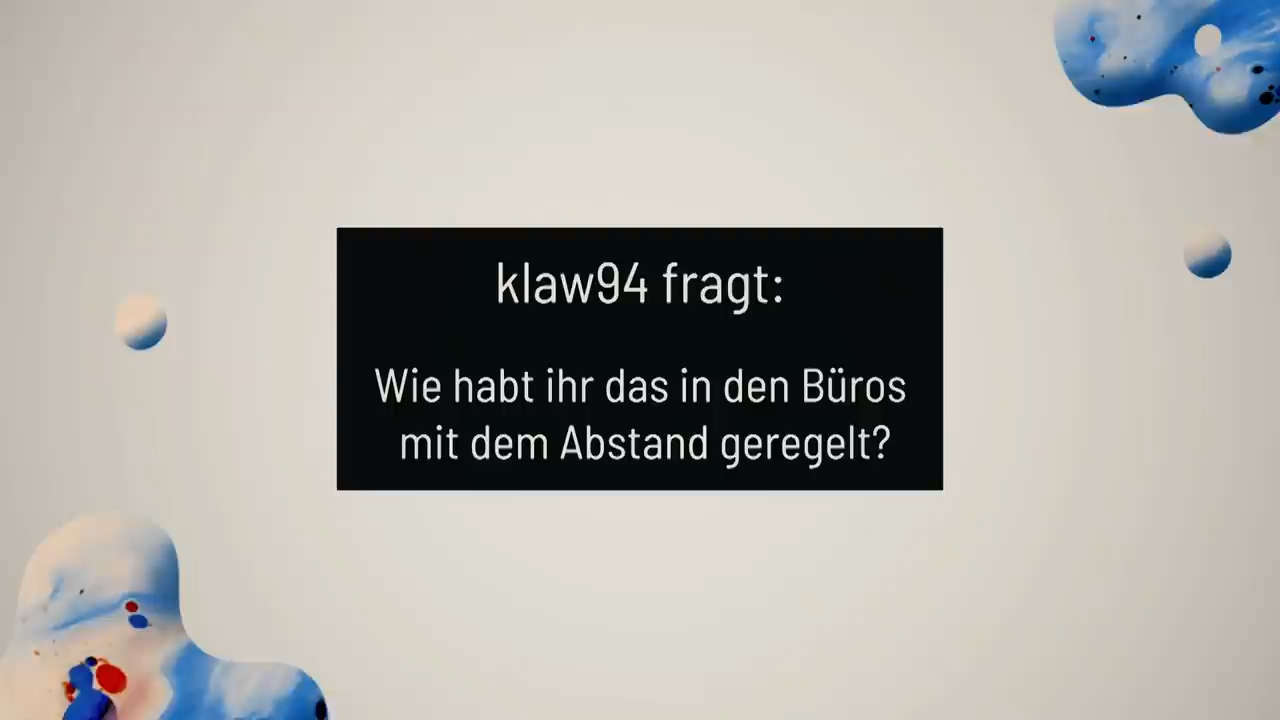 klaw94 fragt:
Wie habt ihr das in den Büros
mit dem Abstand geregelt?